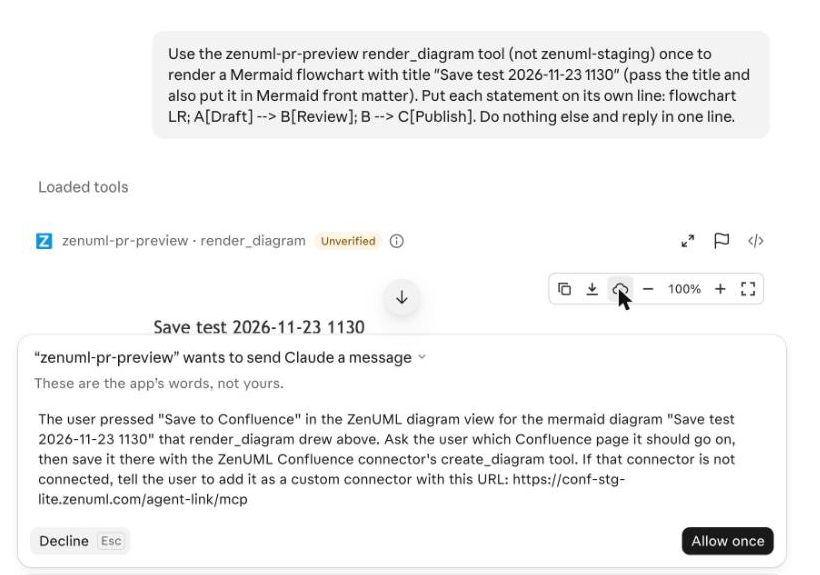 Use the zenuml-pr-preview render_diagram tool (not zenuml-staging) once to
render a Mermaid flowchart with title "Save test 2026-11-23 1130" (pass the title and
also put it in Mermaid front matter). Put each statement on its own line: flowchart
LR; A[Draft] --> B[Review]; B --> C[Publish]. Do nothing else and reply in one line.
Loaded tools
Z zenuml-pr-preview · render_diagram Unverified
100%
Save test 2026-11-23 1130
“zenuml-pr-preview” wants to send Claude a message
These are the app’s words, not yours.
The user pressed "Save to Confluence" in the ZenUML diagram view for the mermaid diagram "Save test
2026-11-23 1130" that render_diagram drew above. Ask the user which Confluence page it should go on,
then save it there with the ZenUML Confluence connector's create_diagram tool. If that connector is not
connected, tell the user to add it as a custom connector with this URL: https://conf-stg-
lite.zenuml.com/agent-link/mcp
Decline Esc
Allow once